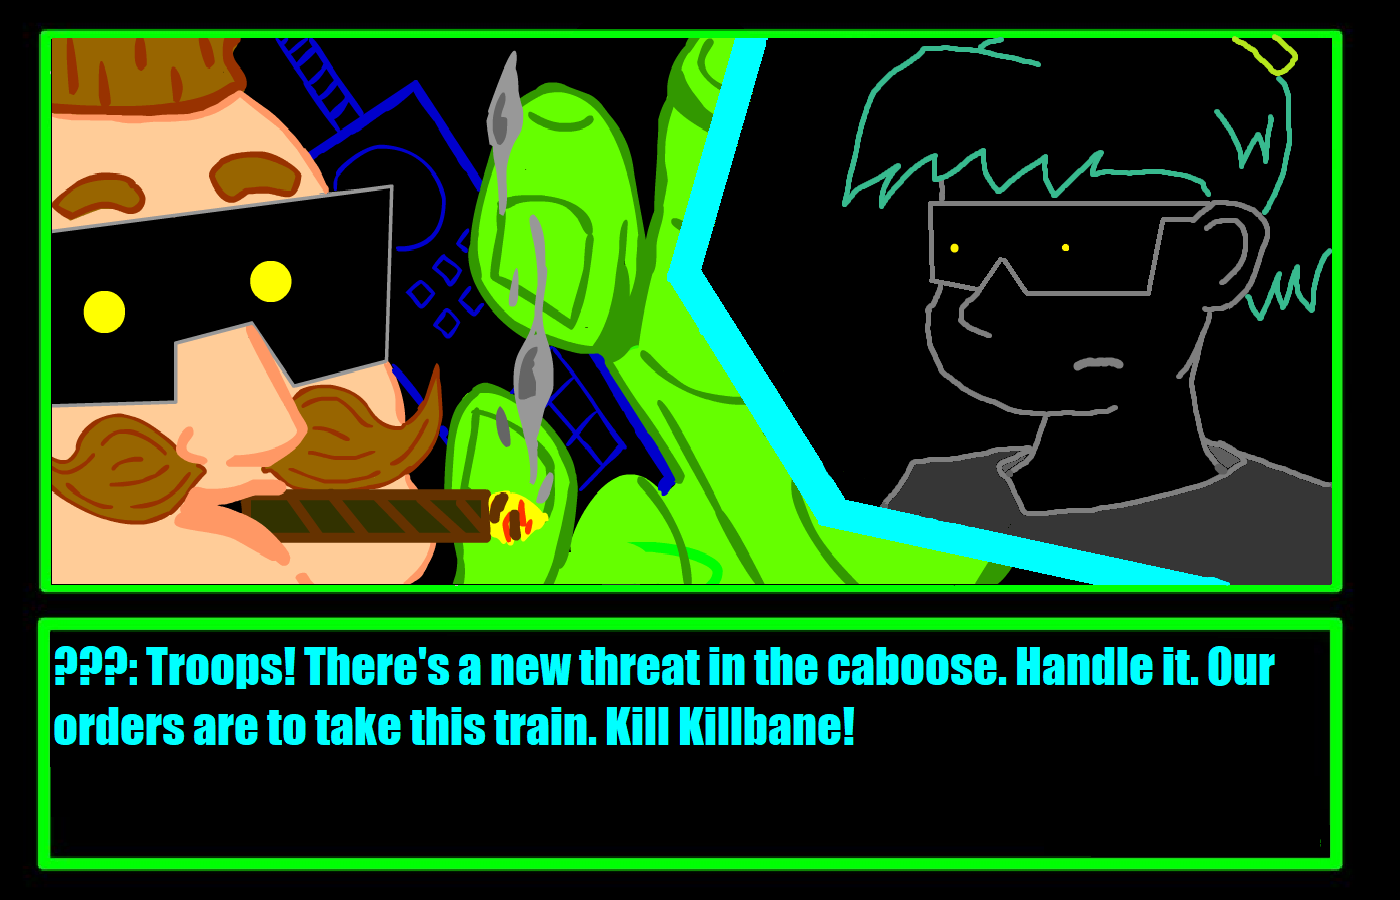 ???: Troops! There's a new threat in the caboose. Handle it. Our
orders are to take this train. Kill Killbane!